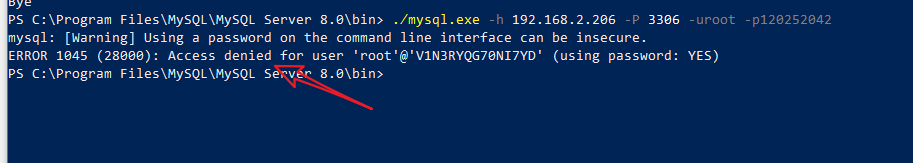 Bye
PS C:\Program Files\MySQL\MySQL Server 8.0\bin> ./mysql.exe -h 192.168.2.206 -P 3306 -uroot -p120252042
mysql: [Warning] Using a password on the command line interface can be insecure.
ERROR 1045 (28000): Access denied for user 'root'@'V1N3RYQG70NI7YD' (using password: YES)
PS C:\Program Files\MySQL\MySQL Server 8.0\bin>